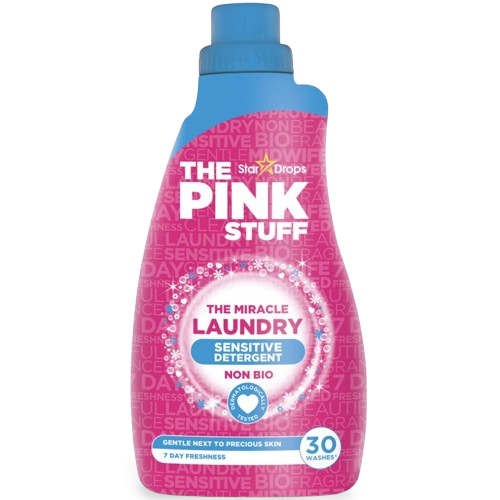 Star Drops
THE
PINK
STUFF
THE MIRACLE
LAUNDRY
SENSITIVE
DETERGENT
NON BIO
DERMATOLOGICALLY
TESTED
GENTLE NEXT TO PRECIOUS SKIN
7 DAY FRESHNESS
30
WASHES*